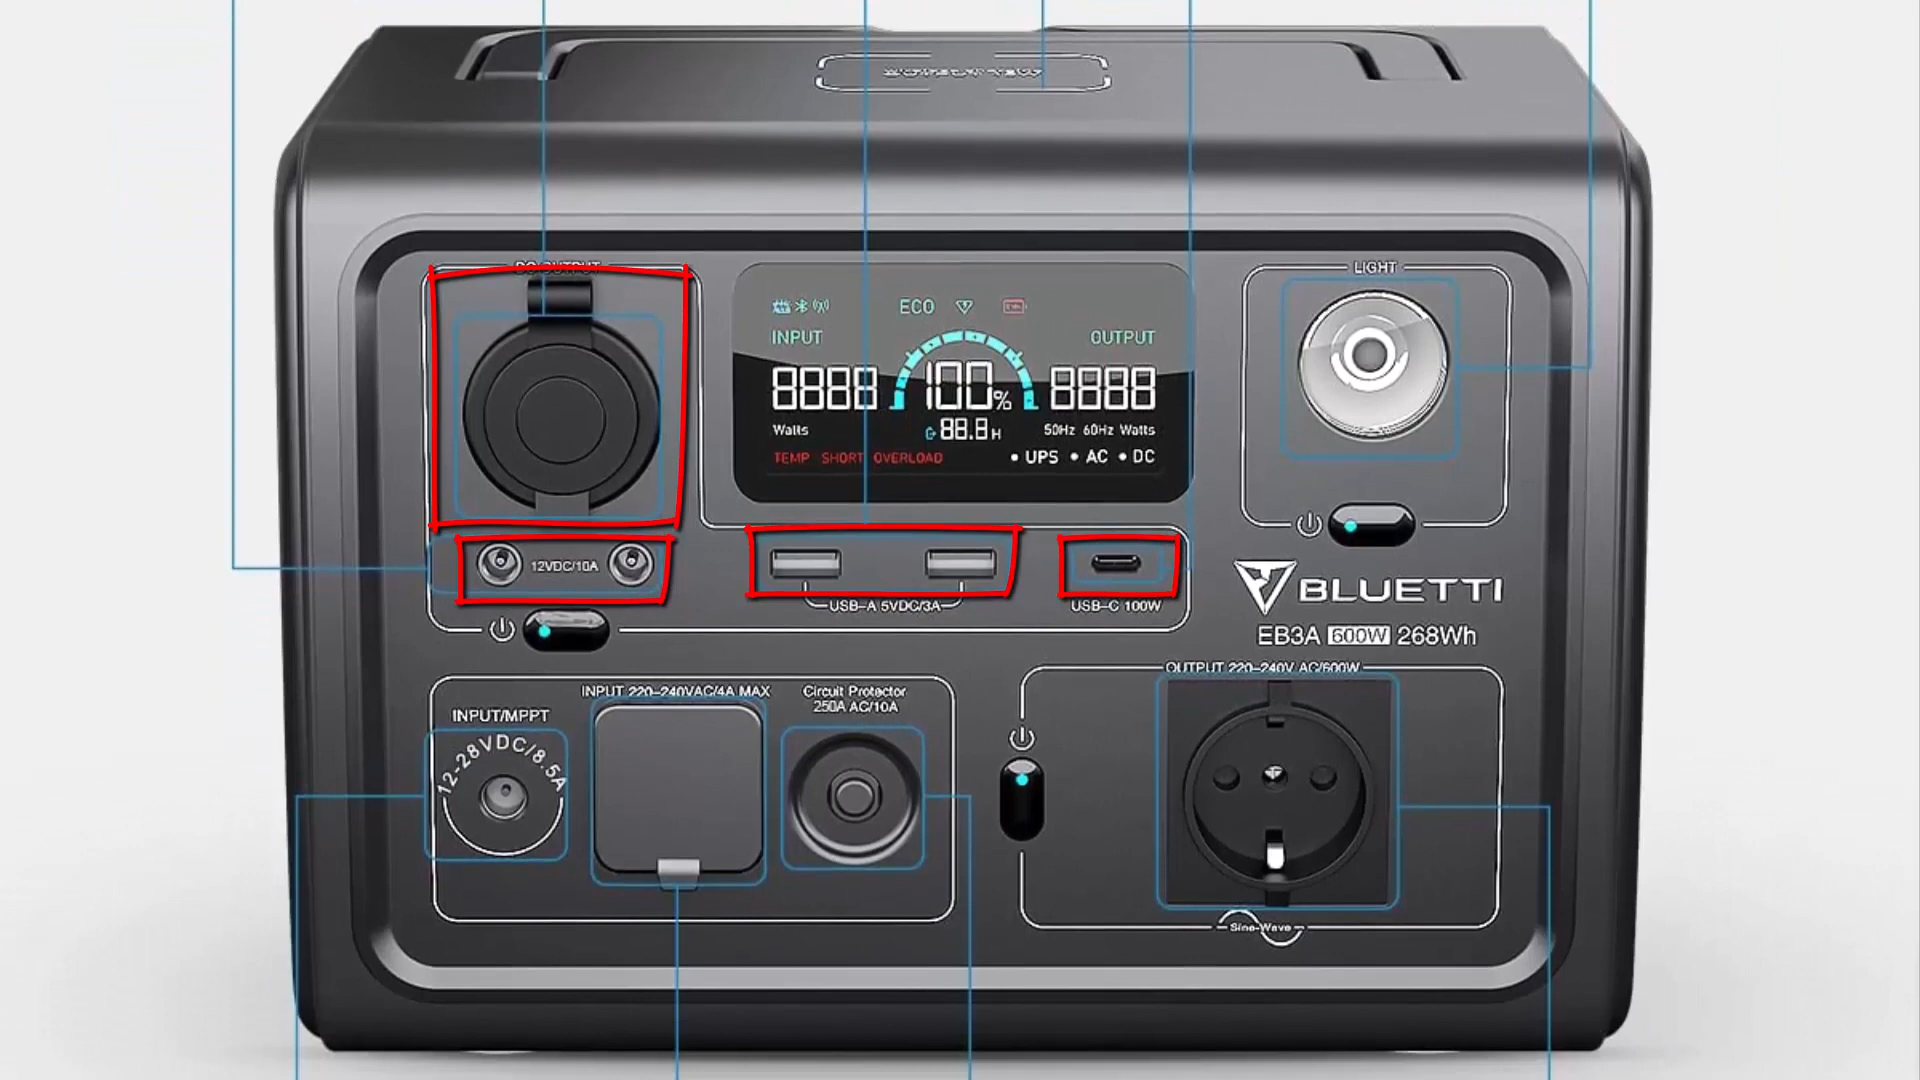 DC OUTPUT
LIGHT
ECO
INPUT
OUTPUT
8888
100%
8888
Watts
88.8H
50Hz 60Hz Watts
TEMP SHORT OVERLOAD
• UPS • AC • DC
12VDC/10A
USB-A 5VDC/3A
USB-C 100W
BLUETTI
EB3A 600W 268Wh
INPUT/MPPT
12-28VDC/8.5A
INPUT 220-240VAC/4A MAX
Circuit Protector
250A AC/10A
OUTPUT 220-240V AC/600W
Sine-Wave